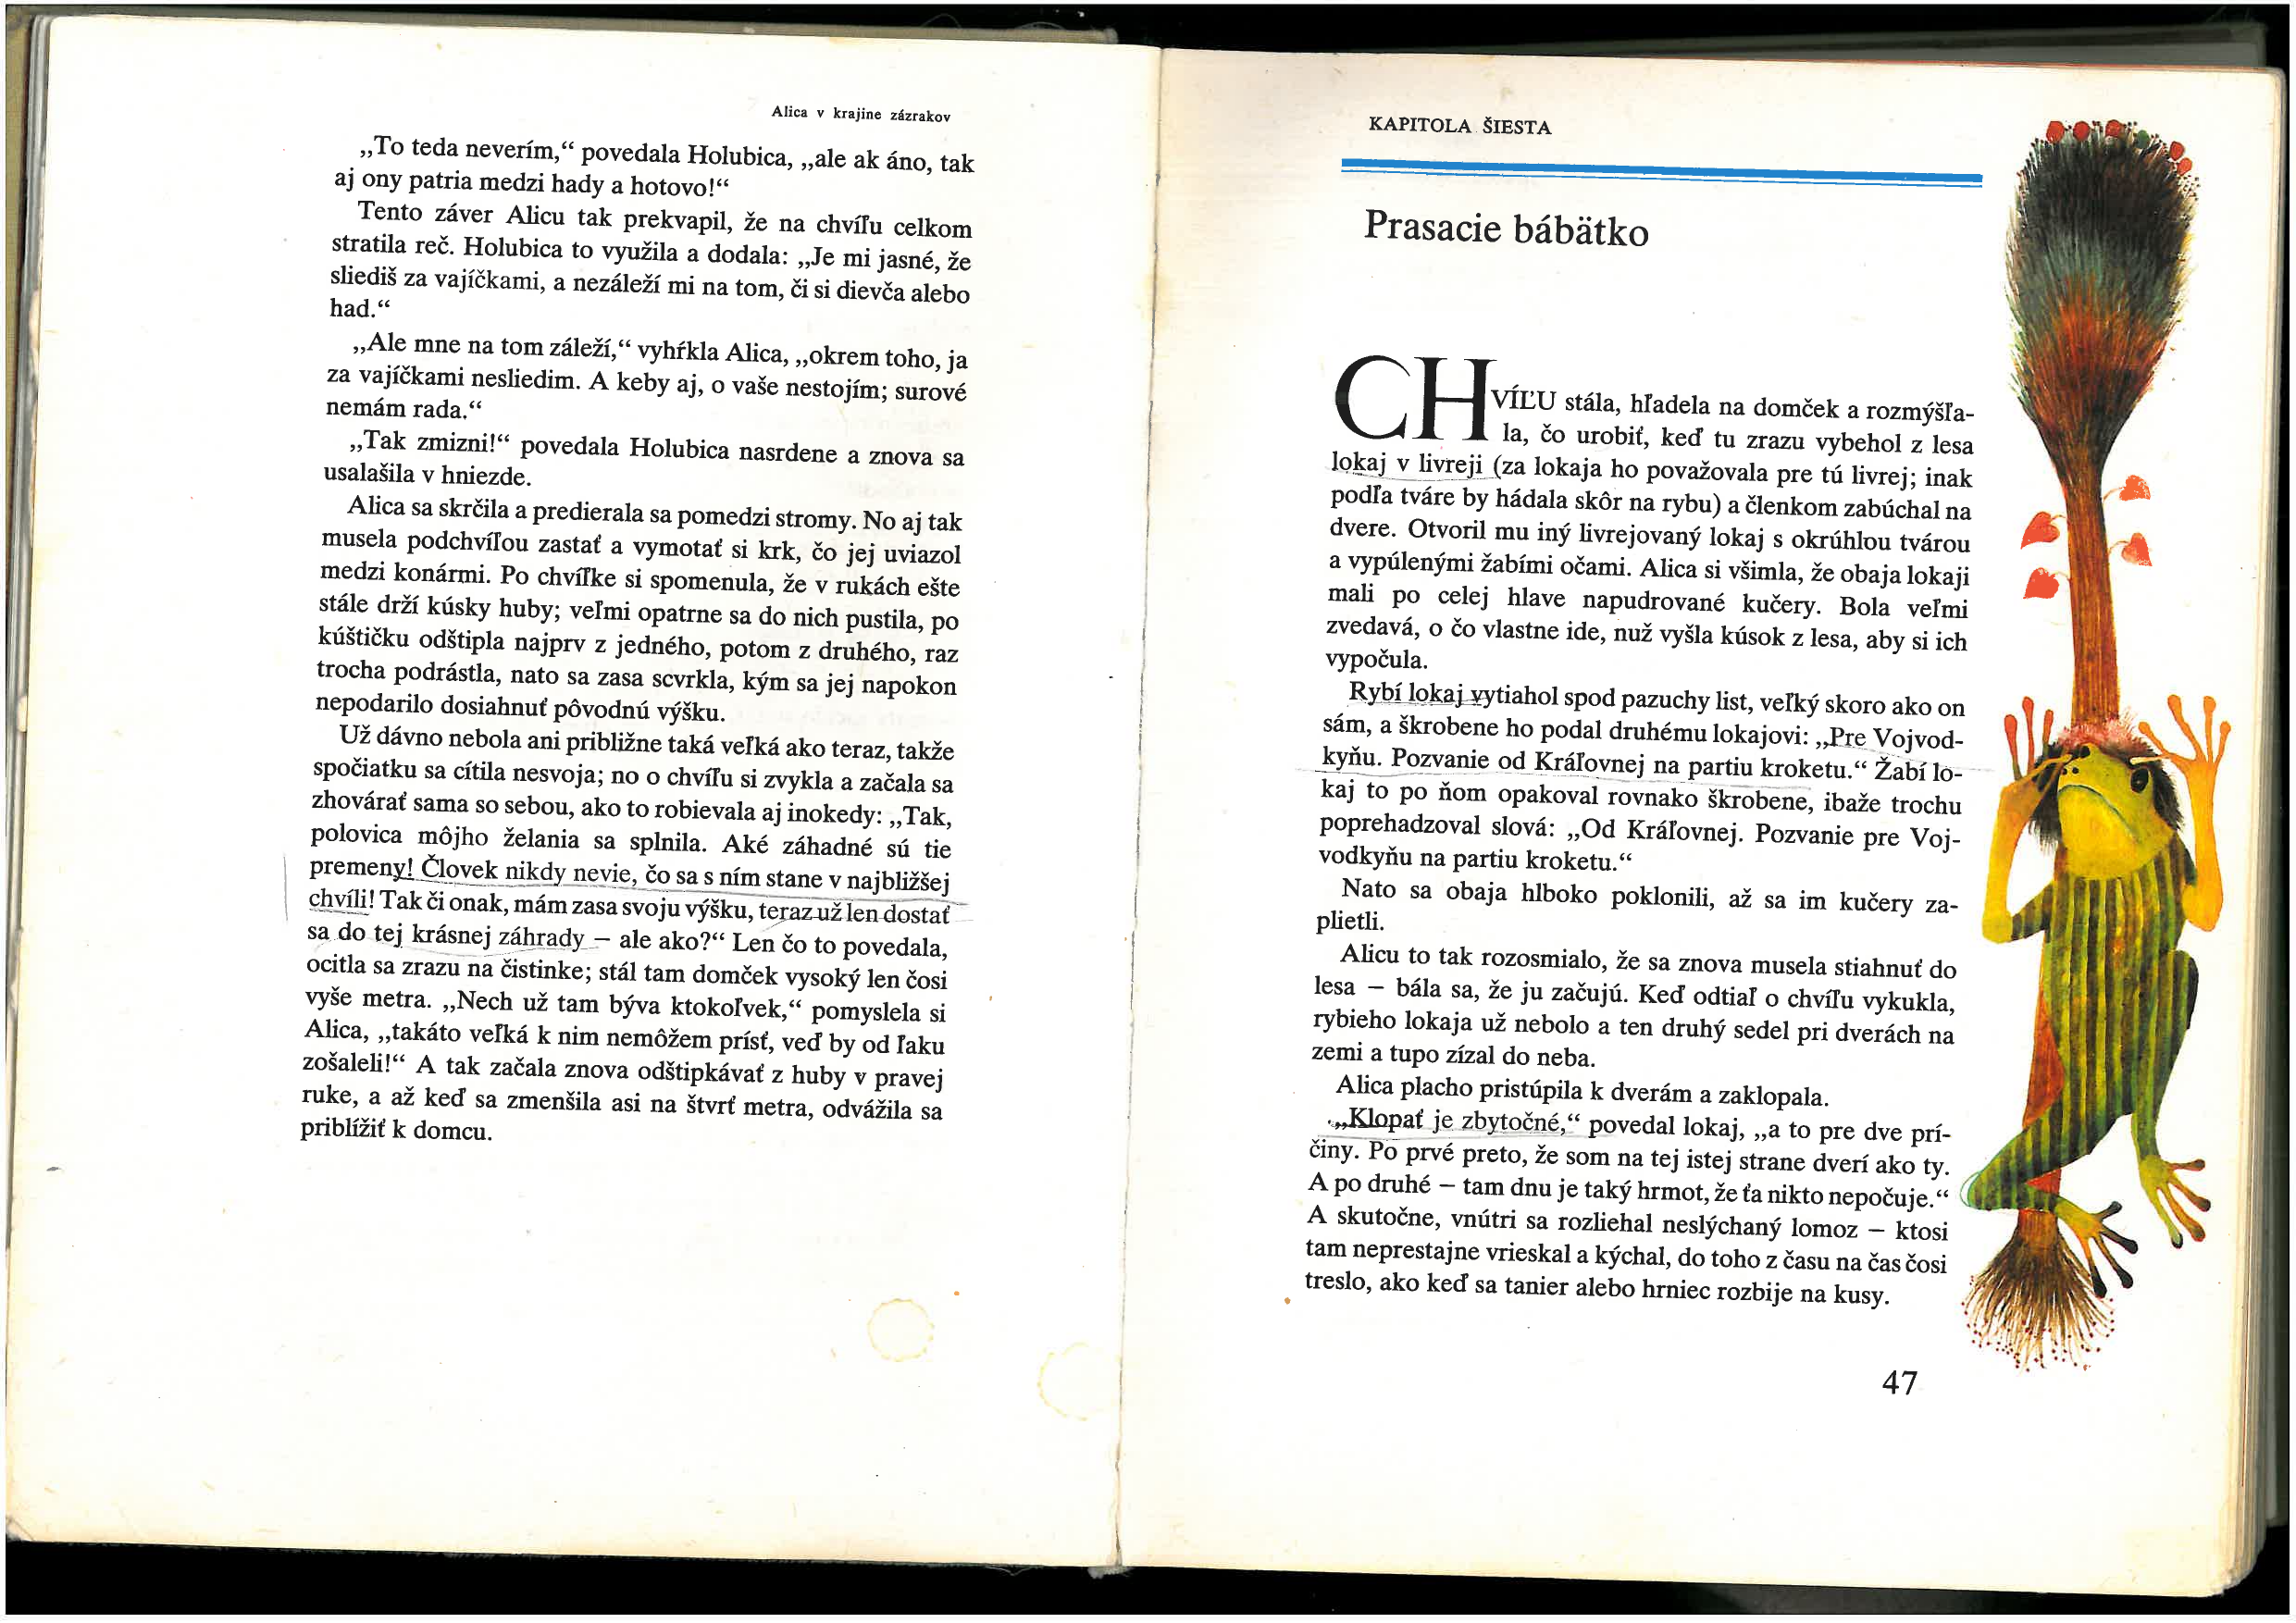 Alica v krajine zázrakov
„To teda neverím,“ povedala Holubica, „ale ak áno, tak
aj ony patria medzi hady a hotovo!“
Tento záver Alicu tak prekvapil, že na chvíľu celkom
stratila reč. Holubica to využila a dodala: „Je mi jasné, že
sliediš za vajíčkami, a nezáleží mi na tom, či si dievča alebo
had.“
„Ale mne na tom záleží,“ vyhŕkla Alica, „okrem toho, ja
za vajíčkami nesliedim. A keby aj, o vaše nestojím; surové
nemám rada.“
„Tak zmizni!“ povedala Holubica nasrdene a znova sa
usalašila v hniezde.
Alica sa skrčila a predierala sa pomedzi stromy. No aj tak
musela podchvíľou zastať a vymotať si krk, čo jej uviazol
medzi konármi. Po chvíľke si spomenula, že v rukách ešte
stále drží kúsky huby; veľmi opatrne sa do nich pustila, po
kúštičku odštipla najprv z jedného, potom z druhého, raz
trocha podrástla, nato sa zasa scvrkla, kým sa jej napokon
nepodarilo dosiahnuť pôvodnú výšku.
Už dávno nebola ani približne taká veľká ako teraz, takže
spočiatku sa cítila nesvoja; no o chvíľu si zvykla a začala sa
zhovárať sama so sebou, ako to robievala aj inokedy: „Tak,
polovica môjho želania sa splnila. Aké záhadné sú tie
premeny! Človek nikdy nevie, čo sa s ním stane v najbližšej
chvíli! Tak či onak, mám zasa svoju výšku, teraz už len dostať
sa do tej krásnej záhrady – ale ako?“ Len čo to povedala,
ocitla sa zrazu na čistinke; stál tam domček vysoký len čosi
vyše metra. „Nech už tam býva ktokoľvek,“ pomyslela si
Alica, „takáto veľká k nim nemôžem prísť, veď by od ľaku
zošaleli!“ A tak začala znova odštipkávať z huby v pravej
ruke, a až keď sa zmenšila asi na štvrť metra, odvážila sa
priblížiť k domcu.
KAPITOLA ŠIESTA
Prasacie bábätko
CHVÍĽU stála, hľadela na domček a rozmýšľa-
la, čo urobiť, keď tu zrazu vybehol z lesa
lokaj v livreji (za lokaja ho považovala pre tú livrej; inak
podľa tváre by hádala skôr na rybu) a členkom zabúchal na
dvere. Otvoril mu iný livrejovaný lokaj s okrúhlou tvárou
a vypúlenými žabími očami. Alica si všimla, že obaja lokaji
mali po celej hlave napudrované kučery. Bola veľmi
zvedavá, o čo vlastne ide, nuž vyšla kúsok z lesa, aby si ich
vypočula.
Rybí lokaj vytiahol spod pazuchy list, veľký skoro ako on
sám, a škrobene ho podal druhému lokajovi: „Pre Vojvod-
kyňu. Pozvanie od Kráľovnej na partiu kroketu.“ Žabí lo-
kaj to po ňom opakoval rovnako škrobene, ibaže trochu
poprehadzoval slová: „Od Kráľovnej. Pozvanie pre Voj-
vodkyňu na partiu kroketu.“
Nato sa obaja hlboko poklonili, až sa im kučery za-
plietli.
Alicu to tak rozosmialo, že sa znova musela stiahnuť do
lesa – bála sa, že ju začujú. Keď odtiaľ o chvíľu vykukla,
rybieho lokaja už nebolo a ten druhý sedel pri dverách na
zemi a tupo zízal do neba.
Alica placho pristúpila k dverám a zaklopala.
„Klopať je zbytočné,“ povedal lokaj, „a to pre dve prí-
činy. Po prvé preto, že som na tej istej strane dverí ako ty.
A po druhé – tam dnu je taký hrmot, že ťa nikto nepočuje.“
A skutočne, vnútri sa rozliehal neslýchaný lomoz – ktosi
tam neprestajne vrieskal a kýchal, do toho z času na čas čosi
treslo, ako keď sa tanier alebo hrniec rozbije na kusy.
47